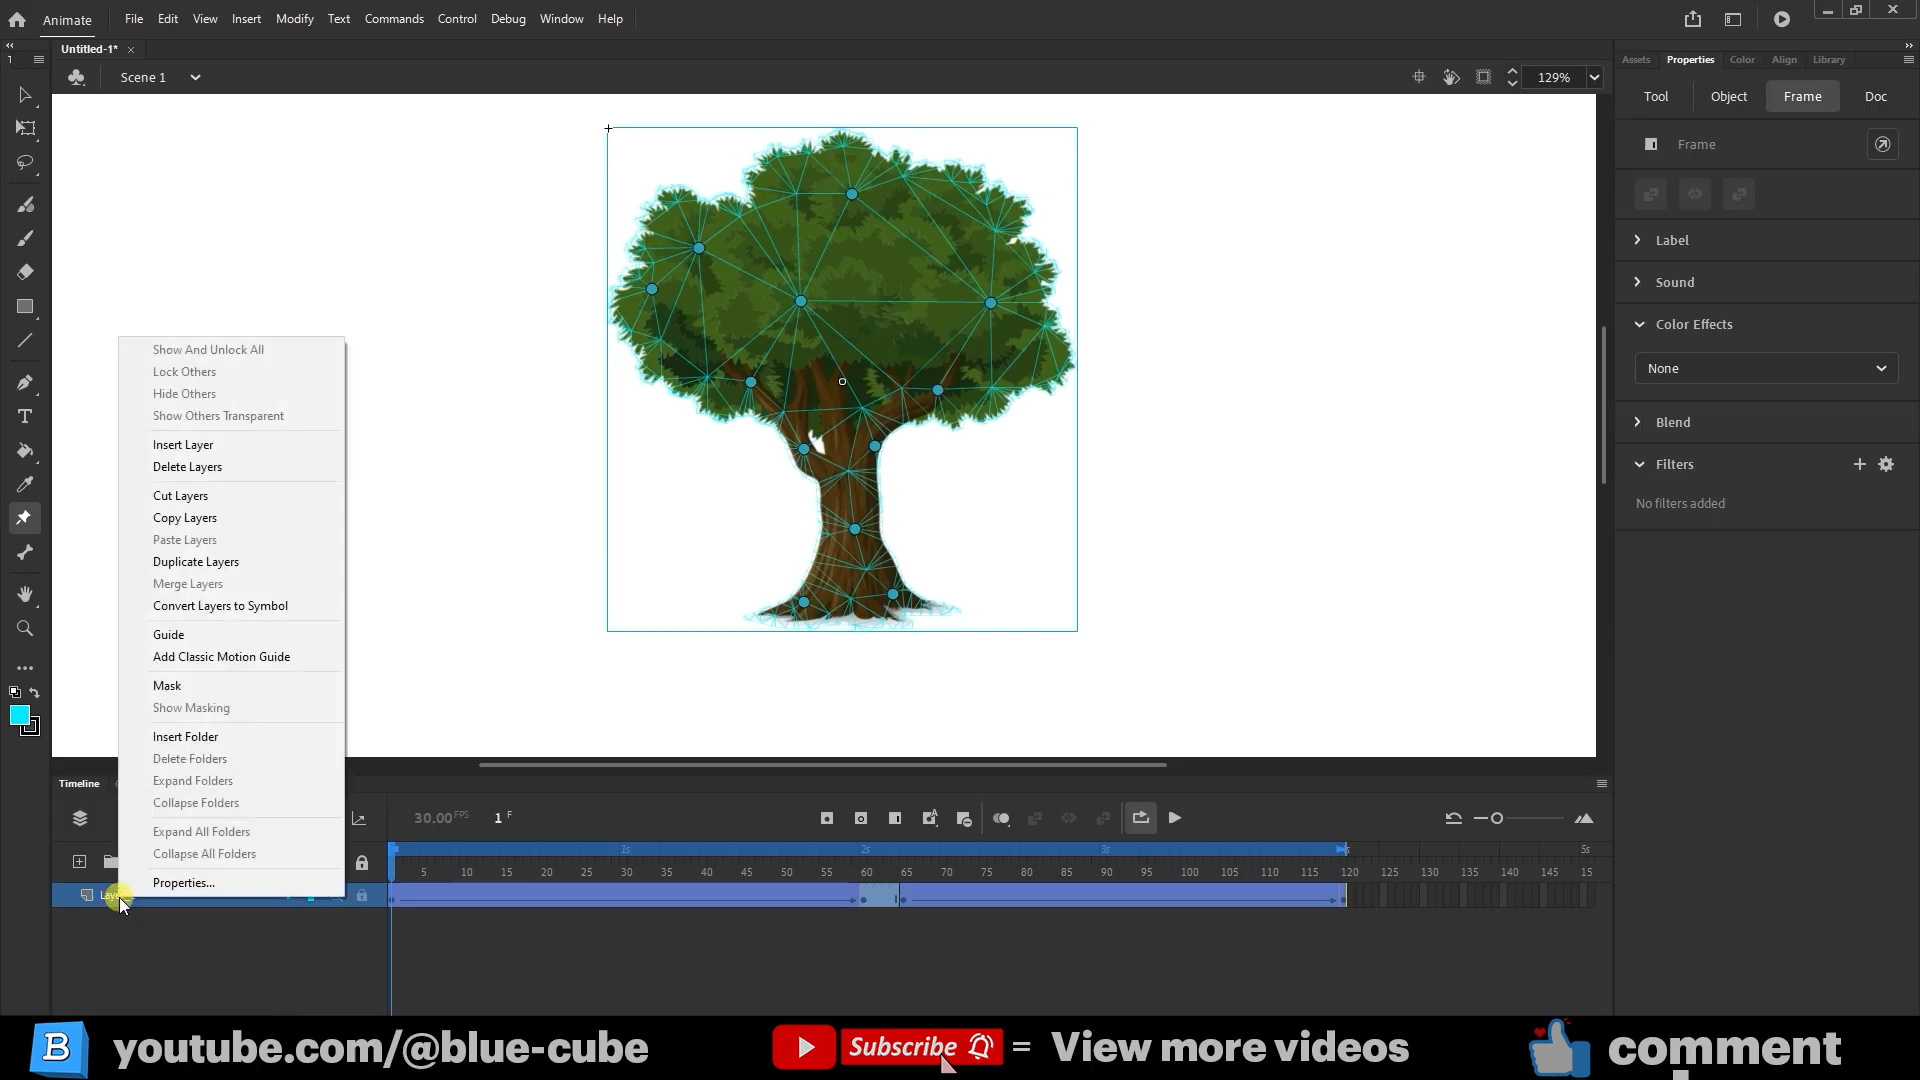 Animate File Edit View Insert Modify Text Commands Control Debug Window Help
Untitled-1*
Scene 1
129%
Assets Properties Color Align Library
Tool Object Frame Doc
Frame
Label
Sound
Color Effects
None
Blend
Filters
No filters added
Show And Unlock All
Lock Others
Hide Others
Show Others Transparent
Insert Layer
Delete Layers
Cut Layers
Copy Layers
Paste Layers
Duplicate Layers
Merge Layers
Convert Layers to Symbol
Guide
Add Classic Motion Guide
Mask
Show Masking
Insert Folder
Delete Folders
Expand Folders
Collapse Folders
Expand All Folders
Collapse All Folders
Properties...
Timeline
30.00 FPS 1 F
1s 2s 3s 5s
5 10 15 20 25 30 35 40 45 50 55 60 65 70 75 80 85 90 95 100 105 110 115 120 125 130 135 140 145 15
B youtube.com/@blue-cube Subscribe = View more videos comment